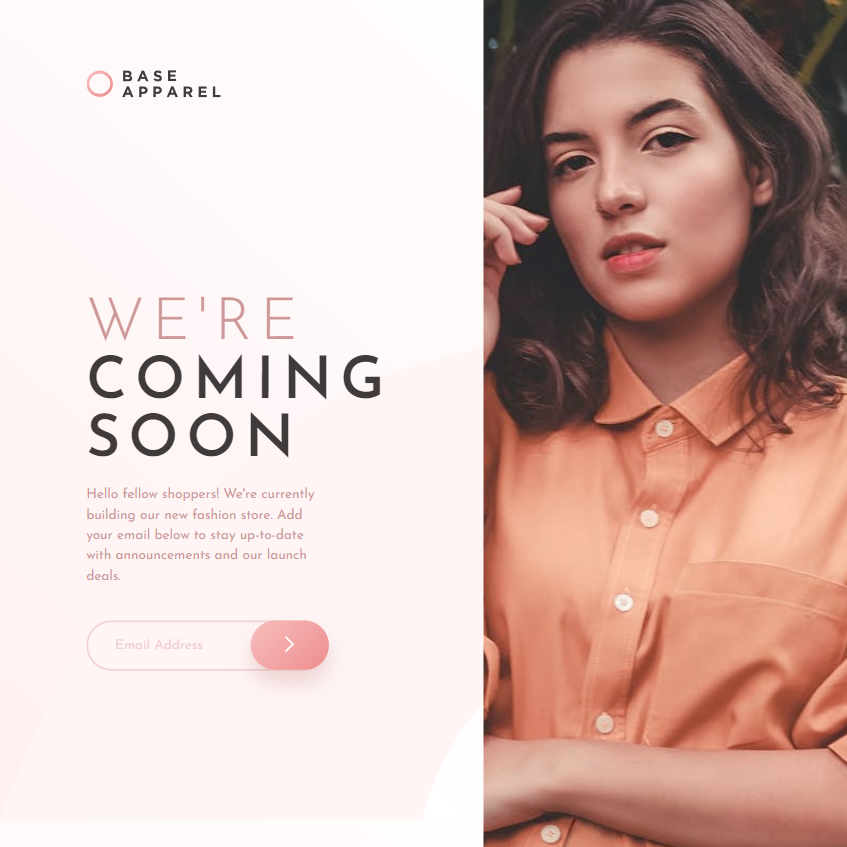 BASE
APPAREL
WE'RE
COMING
SOON
Hello fellow shoppers! We're currently
building our new fashion store. Add
your email below to stay up-to-date
with announcements and our launch
deals.
Email Address